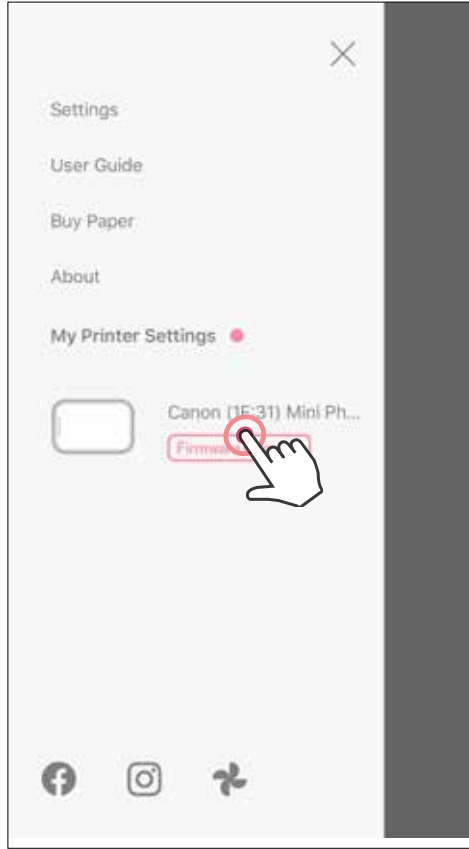 Settings
User Guide
Buy Paper
About
My Printer Settings
Canon (1E:31) Mini Ph...